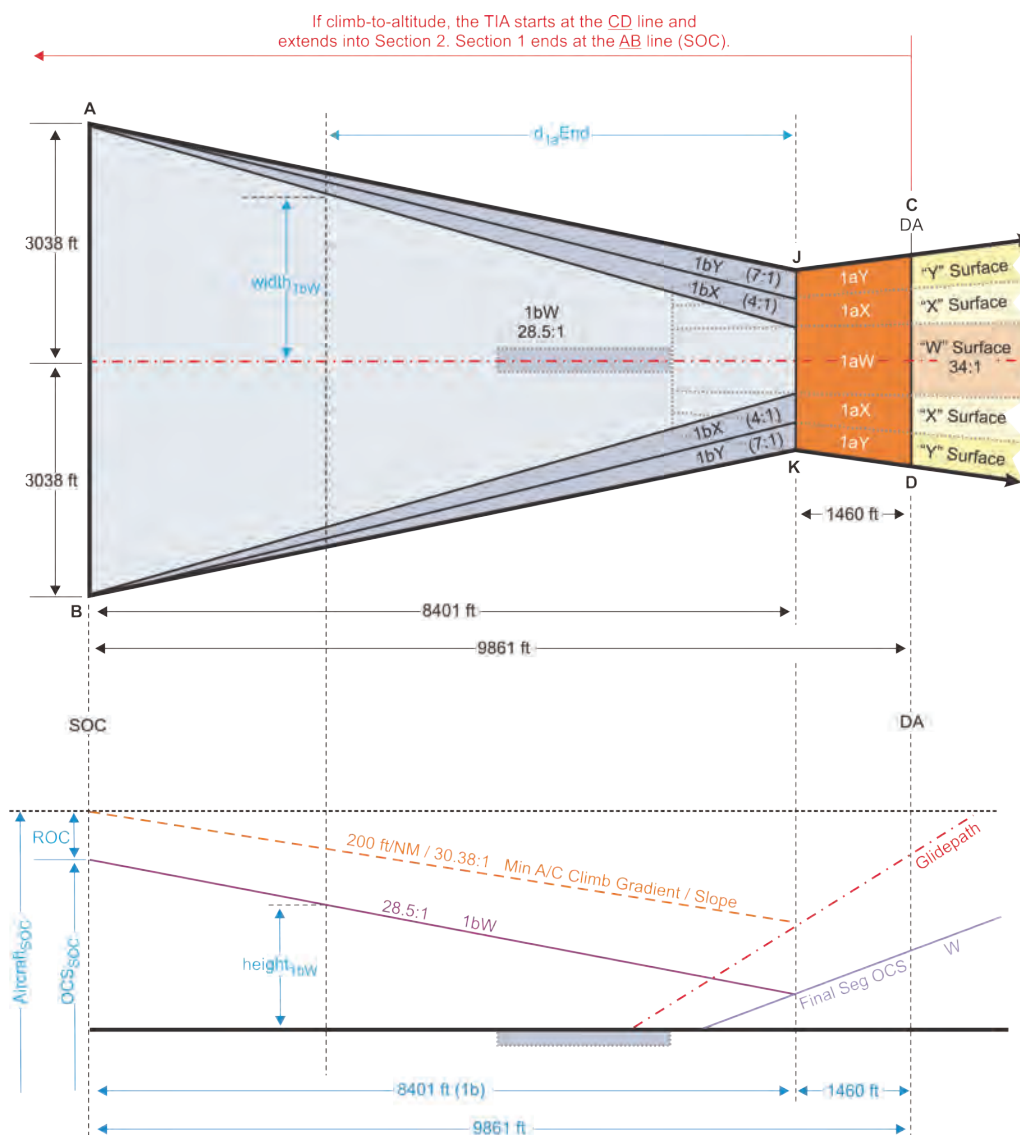 If climb-to-altitude, the TIA starts at the CD line and
extends into Section 2. Section 1 ends at the AB line (SOC).
A
d1aEnd
C
DA
3038 ft
J
width1bW
1bY (7:1)
1aY
"Y" Surface
1bX (4:1)
1aX
"X" Surface
1bW
28.5:1
1aW
"W" Surface
34:1
1bX (4:1)
1aX
"X" Surface
1bY (7:1)
1aY
"Y" Surface
3038 ft
K
D
1460 ft
B
8401 ft
9861 ft
SOC
DA
ROC
200 ft/NM / 30.38:1 Min A/C Climb Gradient / Slope
Glidepath
28.5:1 1bW
AircraftSOC
OCSSOC
height1bW
Final Seg OCS W
8401 ft (1b)
1460 ft
9861 ft